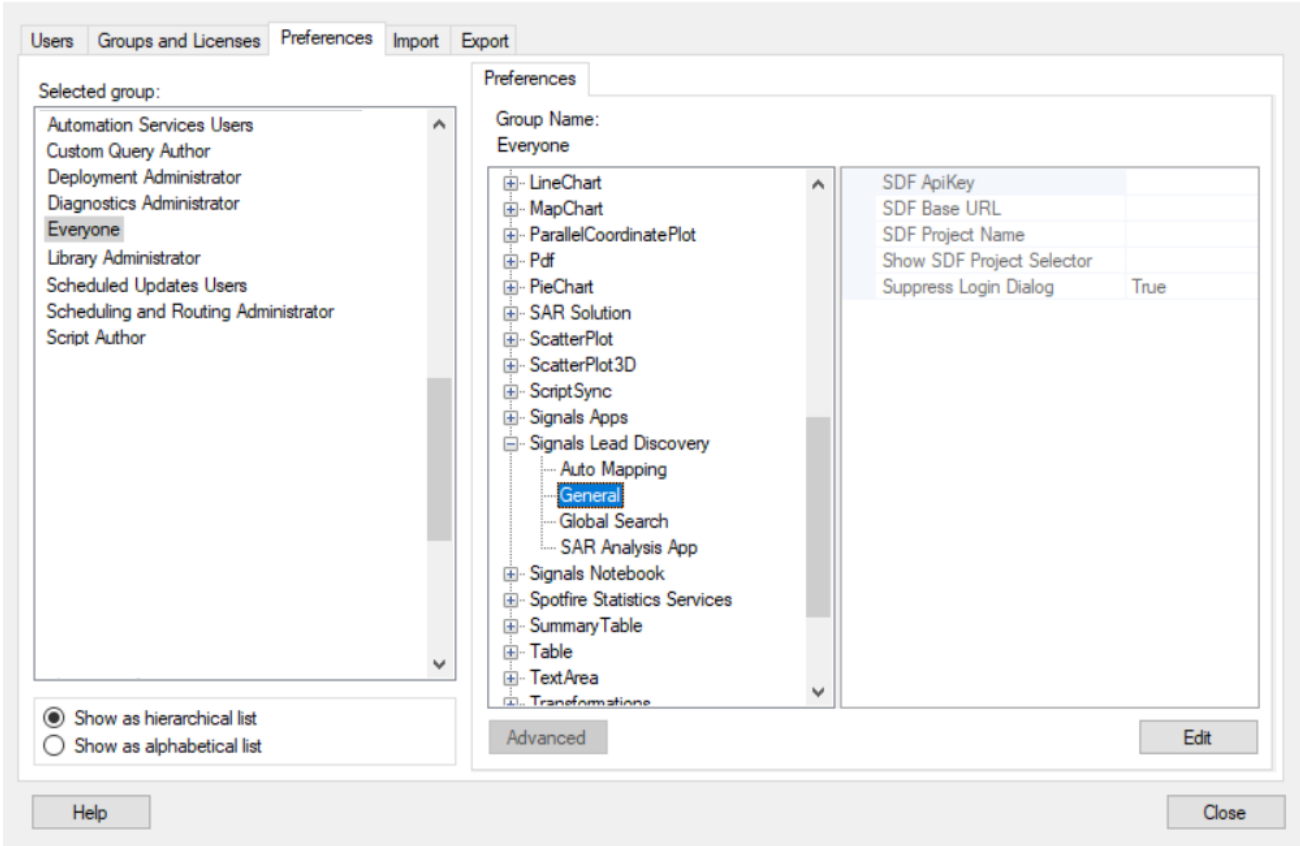 Users Groups and Licenses Preferences Import Export
Selected group:
Automation Services Users
Custom Query Author
Deployment Administrator
Diagnostics Administrator
Everyone
Library Administrator
Scheduled Updates Users
Scheduling and Routing Administrator
Script Author
Show as hierarchical list
Show as alphabetical list
Preferences
Group Name:
Everyone
LineChart
MapChart
ParallelCoordinatePlot
Pdf
PieChart
SAR Solution
ScatterPlot
ScatterPlot3D
ScriptSync
Signals Apps
Signals Lead Discovery
Auto Mapping
General
Global Search
SAR Analysis App
Signals Notebook
Spotfire Statistics Services
SummaryTable
Table
TextArea
Transformations
SDF ApiKey
SDF Base URL
SDF Project Name
Show SDF Project Selector
Suppress Login Dialog True
Advanced Edit
Help Close